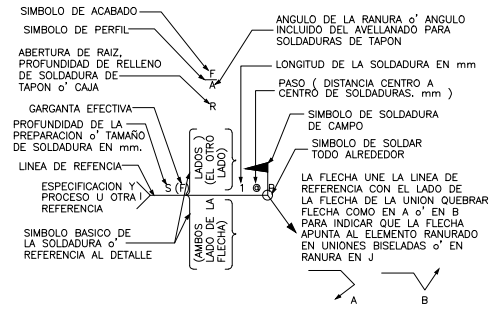 SIMBOLO DE ACABADO
SIMBOLO DE PERFIL
ABERTURA DE RAIZ,
PROFUNDIDAD DE RELLENO
DE SOLDADURA DE
TAPON o' CAJA
GARGANTA EFECTIVA
PROFUNDIDAD DE LA
PREPARACION o' TAMAÑO
DE SOLDADURA EN mm.
LINEA DE REFENCIA
ESPECIFICACION Y
PROCESO U OTRA
REFERENCIA
SIMBOLO BASICO DE
LA SOLDADURA o'
REFERENCIA AL DETALLE
F
A
R
S (F)
LADOS)
(EL OTRO
LADO)
(AMBOS
LADO DE LA
FLECHA)
1 @ P
ANGULO DE LA RANURA o' ANGULO
INCLUIDO DEL AVELLANADO PARA
SOLDADURAS DE TAPON
LONGITUD DE LA SOLDADURA EN mm
PASO ( DISTANCIA CENTRO A
CENTRO DE SOLDADURAS. mm )
SIMBOLO DE SOLDADURA
DE CAMPO
SIMBOLO DE SOLDAR
TODO ALREDEDOR
LA FLECHA UNE LA LINEA DE
REFERENCIA CON EL LADO DE
LA FLECHA DE LA UNION QUEBRAR
FLECHA COMO EN A o' EN B
PARA INDICAR QUE LA FLECHA
APUNTA AL ELEMENTO RANURADO
EN UNIONES BISELADAS o' EN
RANURA EN J
A
B